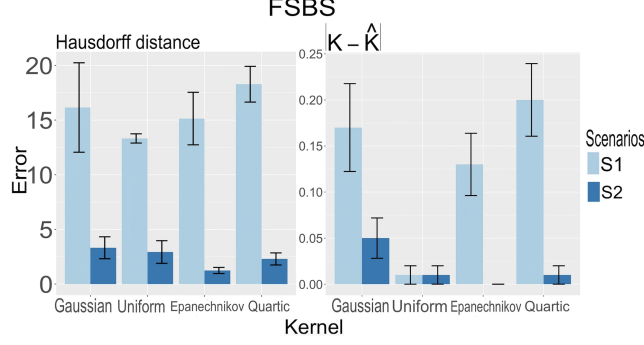 FSBS
Hausdorff distance
|K − K̂|
Error
20
15
10
5
0
0.25
0.20
0.15
0.10
0.05
0.00
Gaussian Uniform Epanechnikov Quartic
Gaussian Uniform Epanechnikov Quartic
Kernel
Scenarios
S1
S2